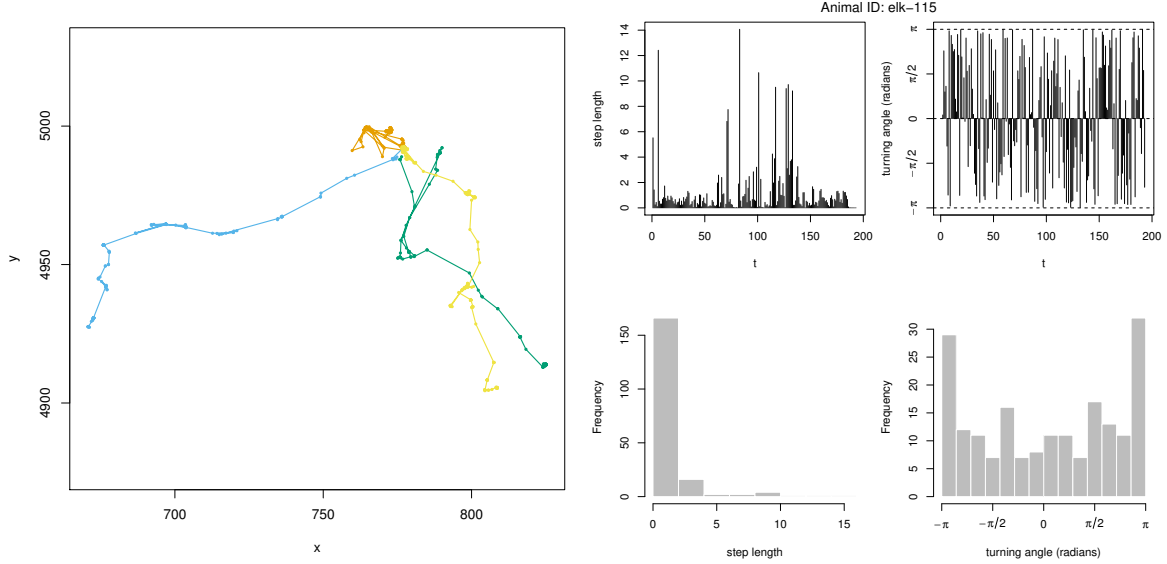 Animal ID: elk−115
y
5000
4950
4900
700
750
800
x
step length
14
12
10
8
6
4
2
0
0
50
100
150
200
t
turning angle (radians)
π
π/2
0
−π/2
−π
0
50
100
150
200
t
Frequency
150
100
50
0
0
5
10
15
step length
Frequency
30
25
20
15
10
5
0
−π
−π/2
0
π/2
π
turning angle (radians)